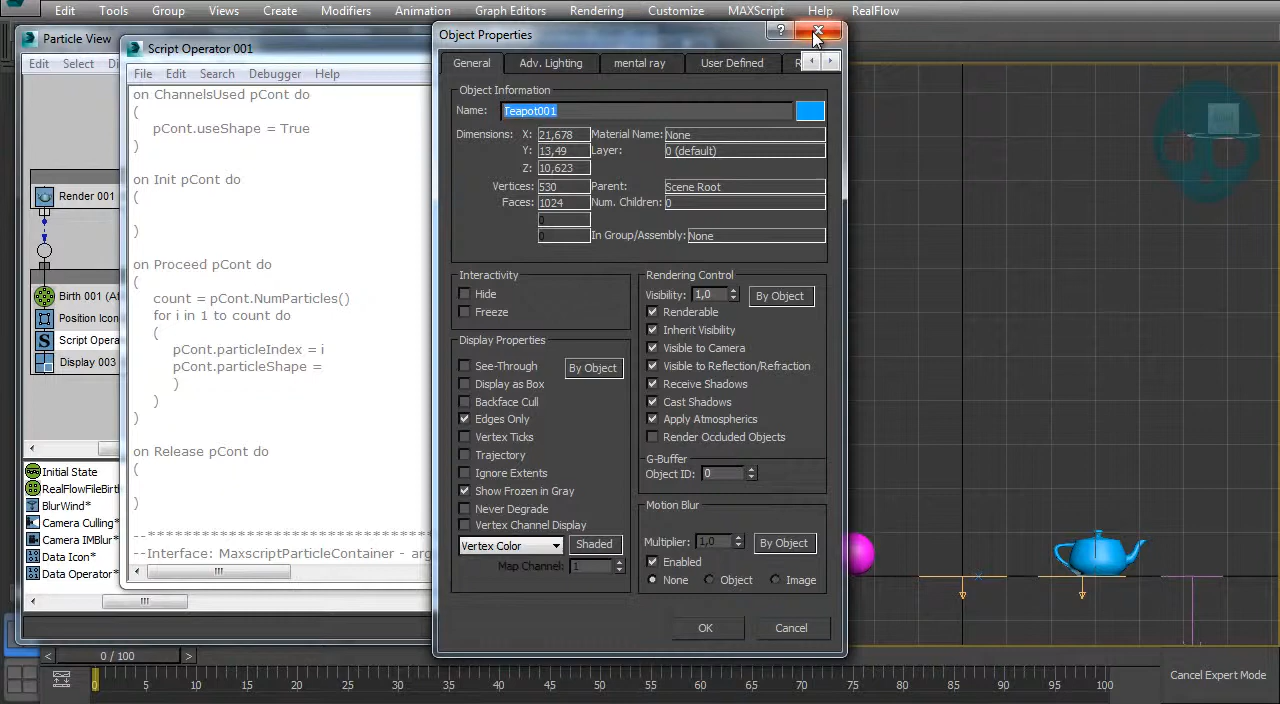 Edit Tools Group Views Create Modifiers Animation Graph Editors Rendering Customize MAXScript Help RealFlow
Particle View
Edit Select
Render 001
Birth 001
Position Icon
Script Opera
Display 003
Initial State
RealFlowFileBirth
BlurWind*
Camera Culling*
Camera IMBlur*
Data Icon*
Data Operator*
Script Operator 001
File Edit Search Debugger Help
on ChannelsUsed pCont do
(
pCont.useShape = True
)
on Init pCont do
(
)
on Proceed pCont do
(
count = pCont.NumParticles()
for i in 1 to count do
(
pCont.particleIndex = i
pCont.particleShape =
)
)
)
on Release pCont do
(
)
--Interface: MaxscriptParticleContainer -
Object Properties
?
General Adv. Lighting mental ray User Defined
Object Information
Name: Teapot001
Dimensions: X: 21,678 Material Name: None
Y: 13,49 Layer: 0 (default)
Z: 10,623
Vertices: 530 Parent: Scene Root
Faces: 1024 Num. Children: 0
0
0 In Group/Assembly: None
Interactivity
Hide
Freeze
Display Properties
See-Through By Object
Display as Box
Backface Cull
Edges Only
Vertex Ticks
Trajectory
Ignore Extents
Show Frozen in Gray
Never Degrade
Vertex Channel Display
Vertex Color Shaded
Map Channel: 1
Rendering Control
Visibility: 1,0 By Object
Renderable
Inherit Visibility
Visible to Camera
Visible to Reflection/Refraction
Receive Shadows
Cast Shadows
Apply Atmospherics
Render Occluded Objects
G-Buffer
Object ID: 0
Motion Blur
Multiplier: 1,0 By Object
Enabled
None Object Image
OK Cancel
< 0 / 100 >
0 5 10 15 20 25 30 35 40 45 50 55 60 65 70 75 80 85 90 95 100
Cancel Expert Mode